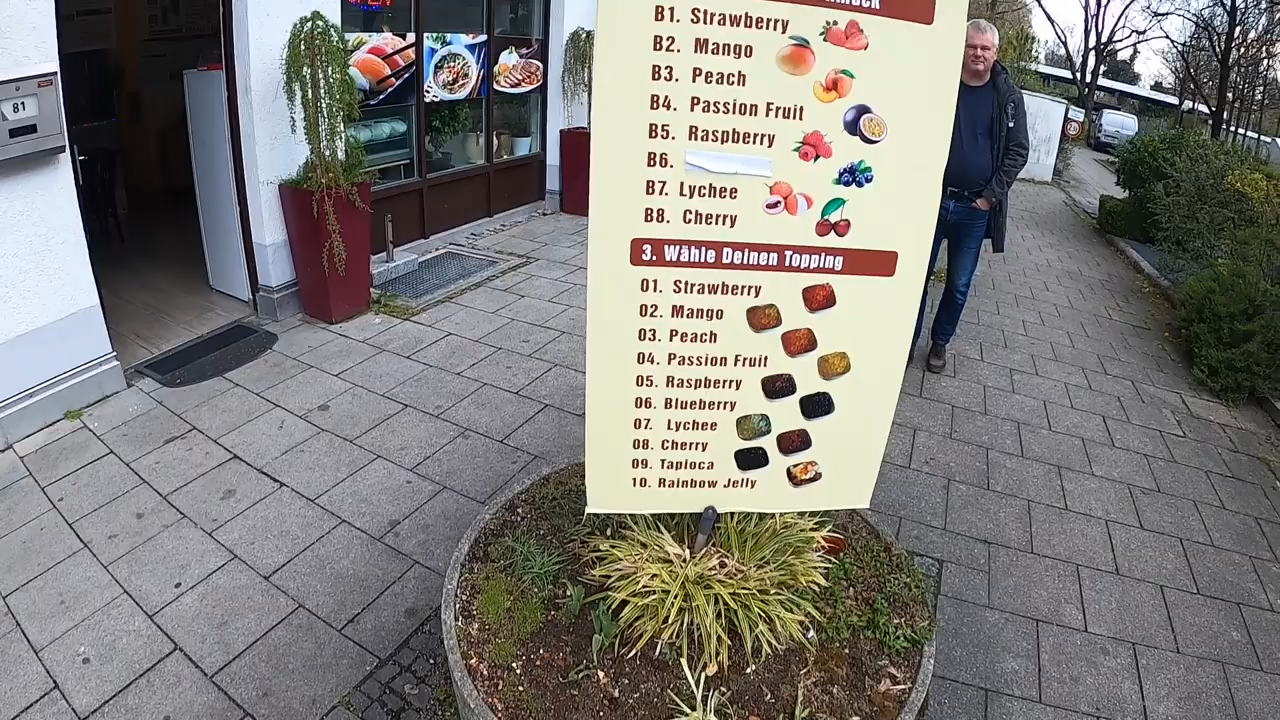 B1. Strawberry
B2. Mango
B3. Peach
B4. Passion Fruit
B5. Raspberry
B6.
B7. Lychee
B8. Cherry
3. Wähle Deinen Topping
01. Strawberry
02. Mango
03. Peach
04. Passion Fruit
05. Raspberry
06. Blueberry
07. Lychee
08. Cherry
09. Tapioca
10. Rainbow Jelly
81